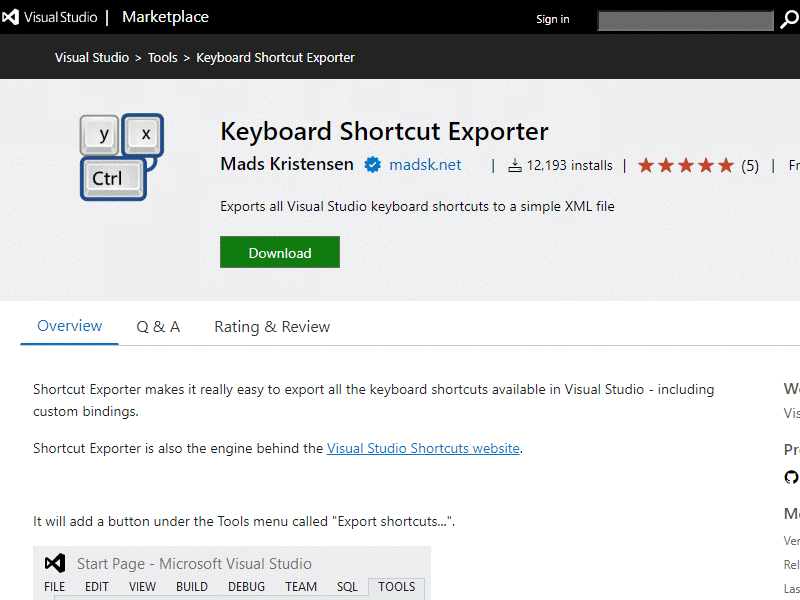 Visual Studio | Marketplace
Sign in
Visual Studio > Tools > Keyboard Shortcut Exporter
y x
Ctrl
Keyboard Shortcut Exporter
Mads Kristensen madsk.net | 12,193 installs | (5) | Fr
Exports all Visual Studio keyboard shortcuts to a simple XML file
Download
Overview Q & A Rating & Review
Shortcut Exporter makes it really easy to export all the keyboard shortcuts available in Visual Studio - including
custom bindings.
Shortcut Exporter is also the engine behind the Visual Studio Shortcuts website.
It will add a button under the Tools menu called "Export shortcuts...".
Start Page - Microsoft Visual Studio
FILE EDIT VIEW BUILD DEBUG TEAM SQL TOOLS
Vis
Pr
Ver
Rel
Las